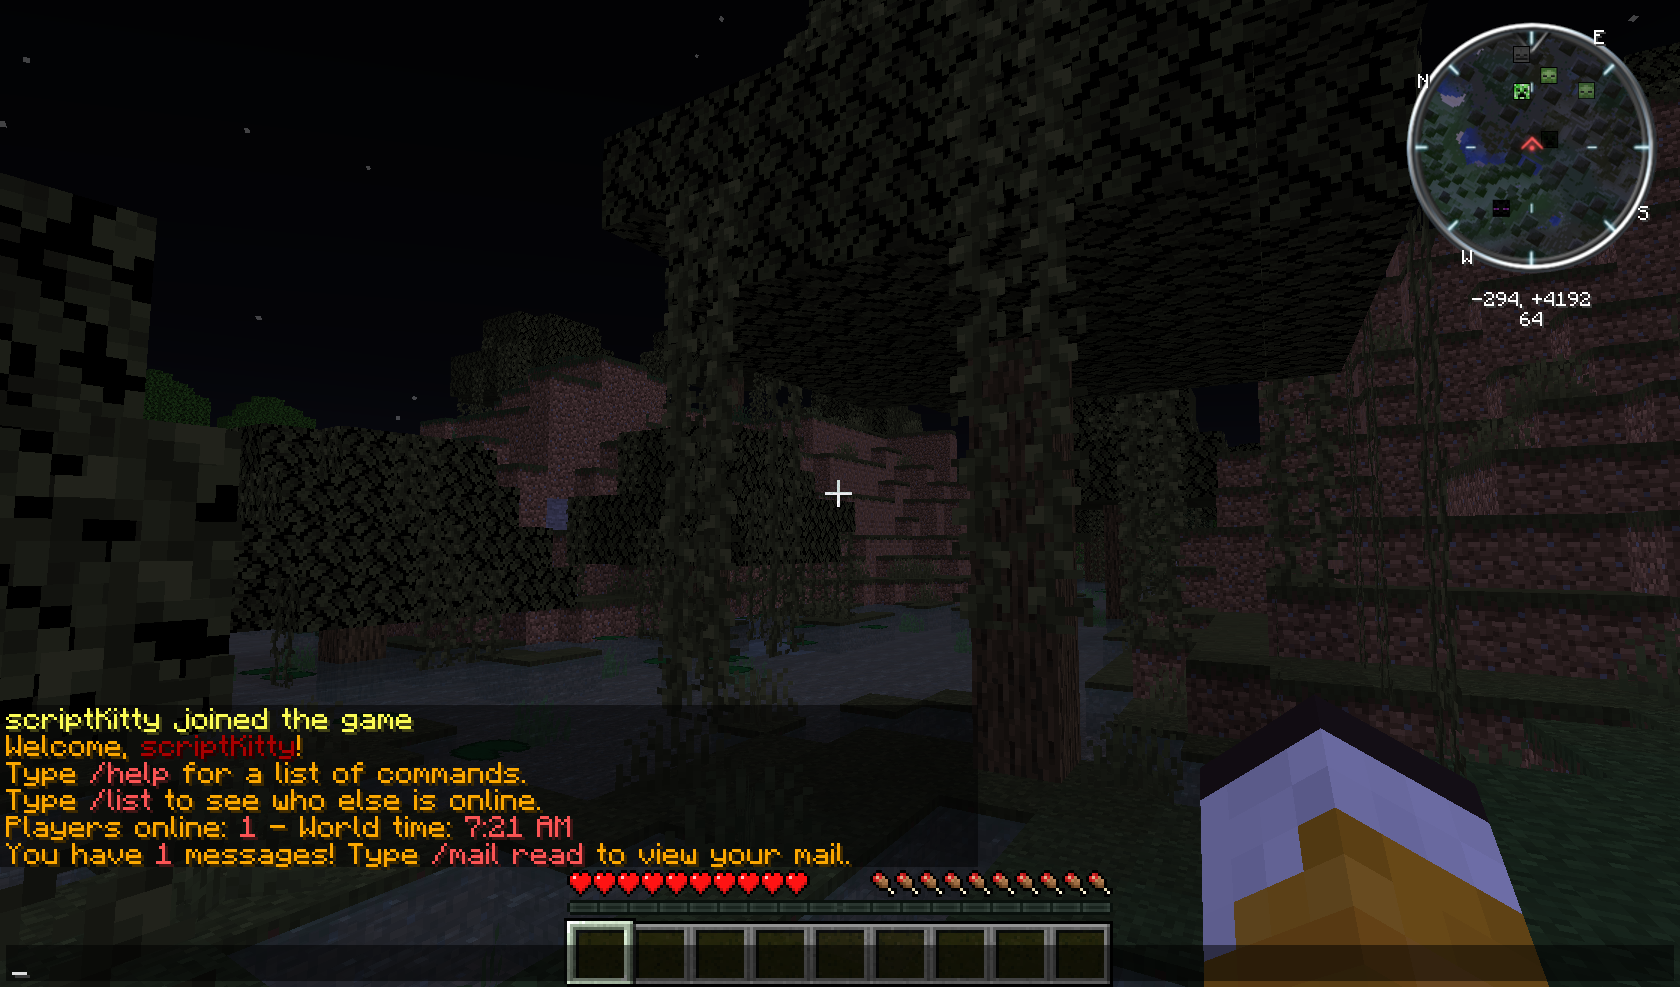 E
N
S
W
-294, +4192
64
scriptKitty joined the game
Welcome, scriptKitty!
Type /help for a list of commands.
Type /list to see who else is online.
Players online: 1 - World time: 7:21 AM
You have 1 messages! Type /mail read to view your mail.
_